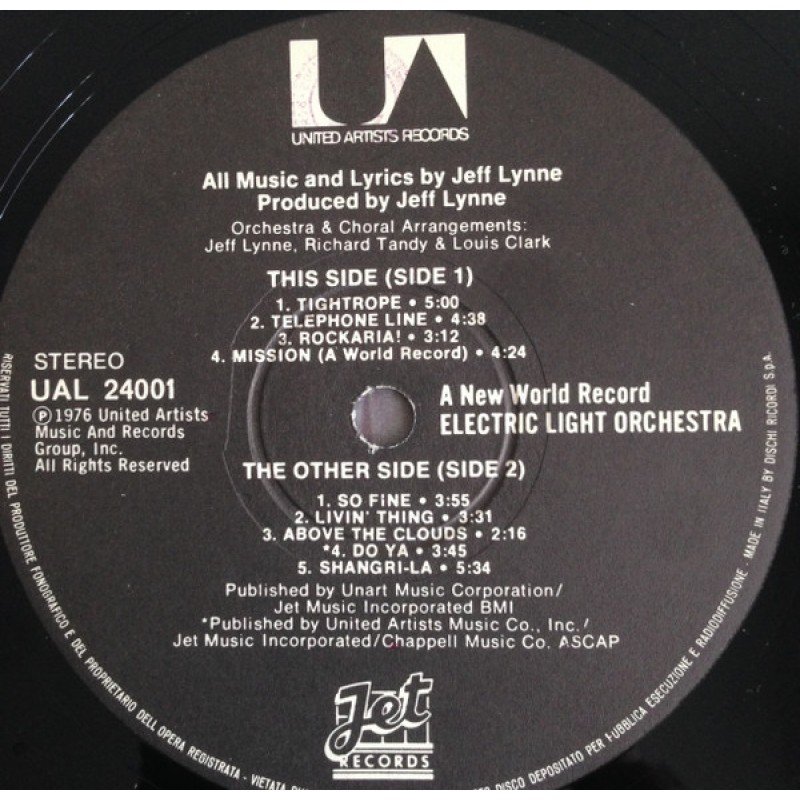 UA
UNITED ARTISTS RECORDS
All Music and Lyrics by Jeff Lynne
Produced by Jeff Lynne
Orchestra & Choral Arrangements:
Jeff Lynne, Richard Tandy & Louis Clark
THIS SIDE (SIDE 1)
1. TIGHTROPE • 5:00
2. TELEPHONE LINE • 4:38
3. ROCKARIA! • 3:12
4. MISSION (A World Record) • 4:24
STEREO
UAL 24001
℗ 1976 United Artists
Music And Records
Group, Inc.
All Rights Reserved
A New World Record
ELECTRIC LIGHT ORCHESTRA
THE OTHER SIDE (SIDE 2)
1. SO FINE • 3:55
2. LIVIN' THING • 3:31
3. ABOVE THE CLOUDS • 2:16
*4. DO YA • 3:45
5. SHANGRI-LA • 5:34
Published by Unart Music Corporation/
Jet Music Incorporated BMI
*Published by United Artists Music Co., Inc./
Jet Music Incorporated/Chappell Music Co. ASCAP
Jet
RECORDS
RISERVATI TUTTI I DIRITTI DEL PRODUTTORE FONOGRAFICO E DEL PROPRIETARIO DELL'OPERA REGISTRATA - VIETATA DISCO DEPOSITATO PER PUBBLICA ESECUZIONE E RADIODIFFUSIONE - MADE IN ITALY BY DISCHI RICORDI S.p.A.